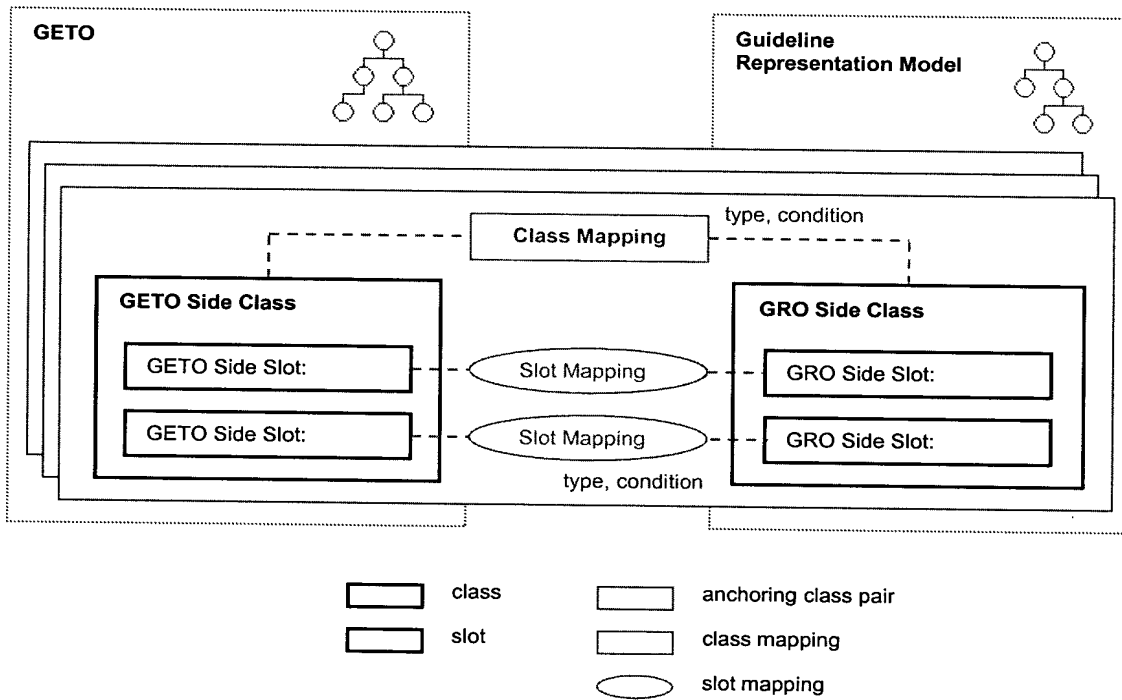 GETO
Guideline
Representation Model
type, condition
Class Mapping
GETO Side Class
GRO Side Class
GETO Side Slot:
Slot Mapping
GRO Side Slot:
GETO Side Slot:
Slot Mapping
GRO Side Slot:
type, condition
class
anchoring class pair
slot
class mapping
slot mapping